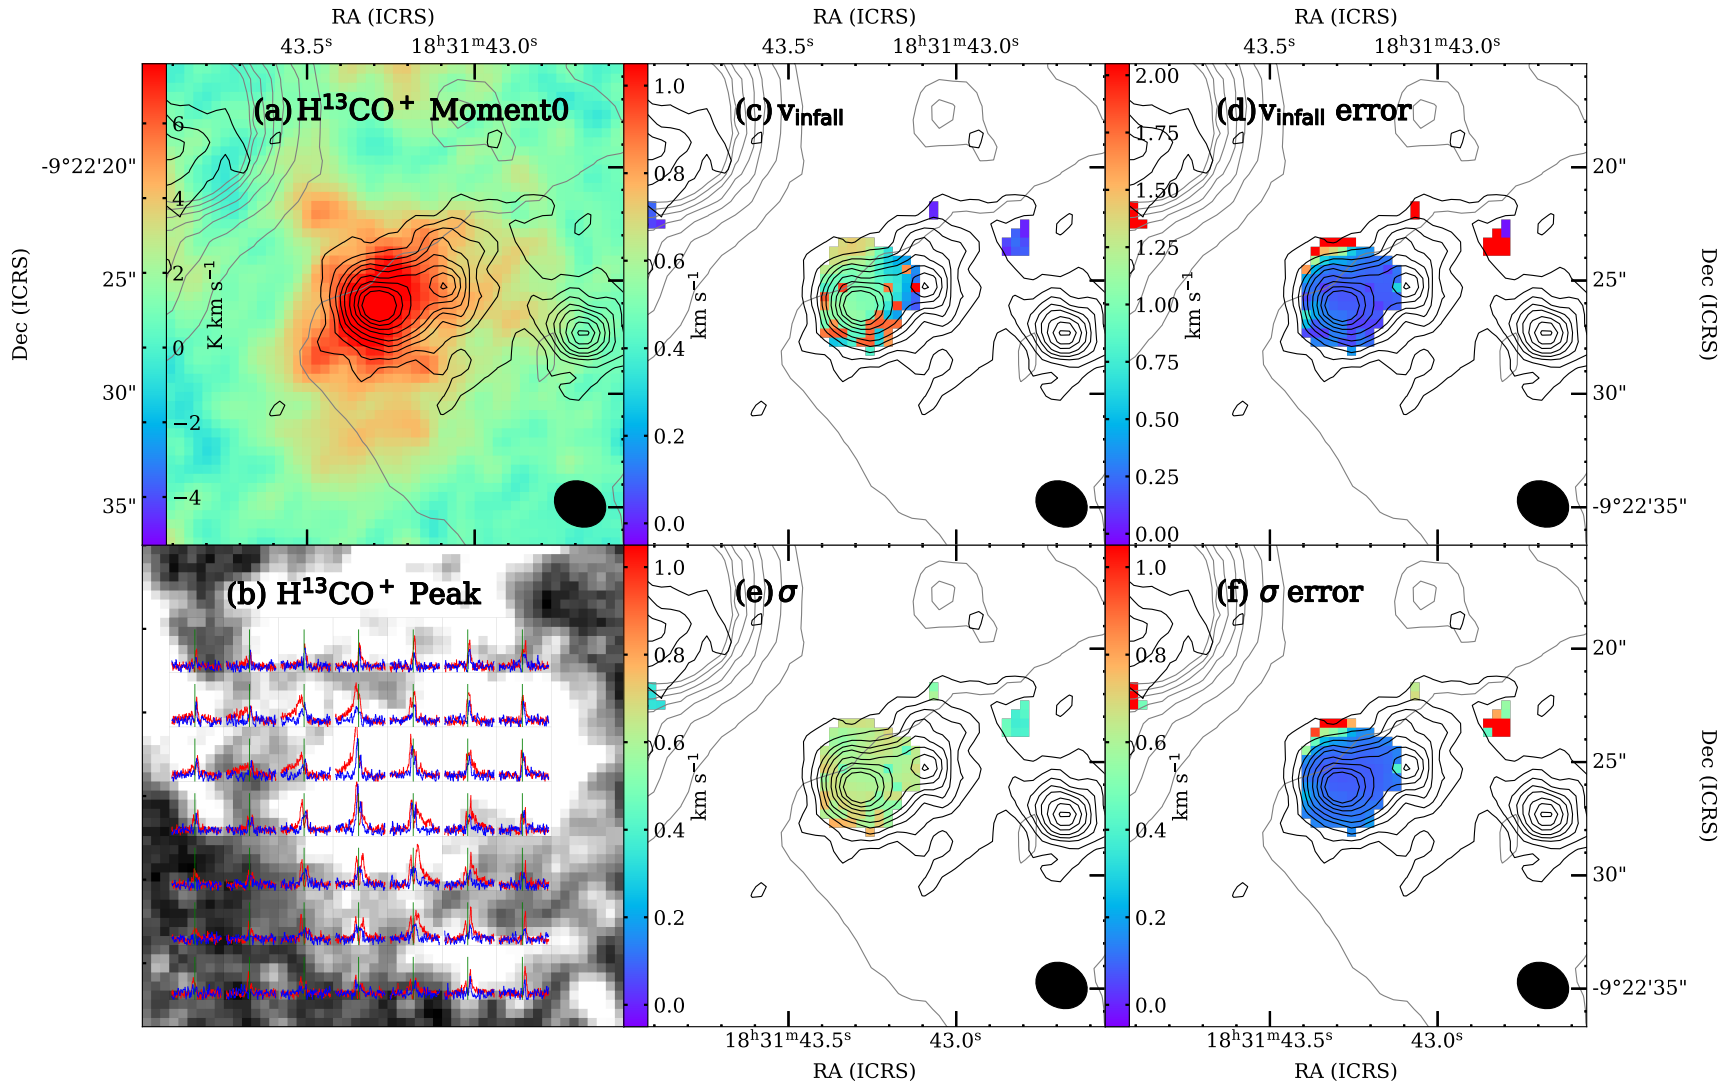 RA (ICRS) RA (ICRS) RA (ICRS)
43.5ˢ 18ʰ31ᵐ43.0ˢ 43.5ˢ 18ʰ31ᵐ43.0ˢ 43.5ˢ 18ʰ31ᵐ43.0ˢ
(a) H¹³CO⁺ Moment0
6
4
2
0
−2
−4
K km s⁻¹
-9°22'20"
25"
30"
35"
Dec (ICRS)
(c) v_infall
1.0
0.8
0.6
0.4
0.2
0.0
km s⁻¹
(d) v_infall error
2.00
1.75
1.50
1.25
1.00
0.75
0.50
0.25
0.00
km s⁻¹
20"
25"
30"
-9°22'35"
Dec (ICRS)
(b) H¹³CO⁺ Peak
(e) σ
1.0
0.8
0.6
0.4
0.2
0.0
km s⁻¹
(f) σ error
1.0
0.8
0.6
0.4
0.2
0.0
km s⁻¹
20"
25"
30"
-9°22'35"
Dec (ICRS)
18ʰ31ᵐ43.5ˢ 43.0ˢ 18ʰ31ᵐ43.5ˢ 43.0ˢ
RA (ICRS) RA (ICRS)